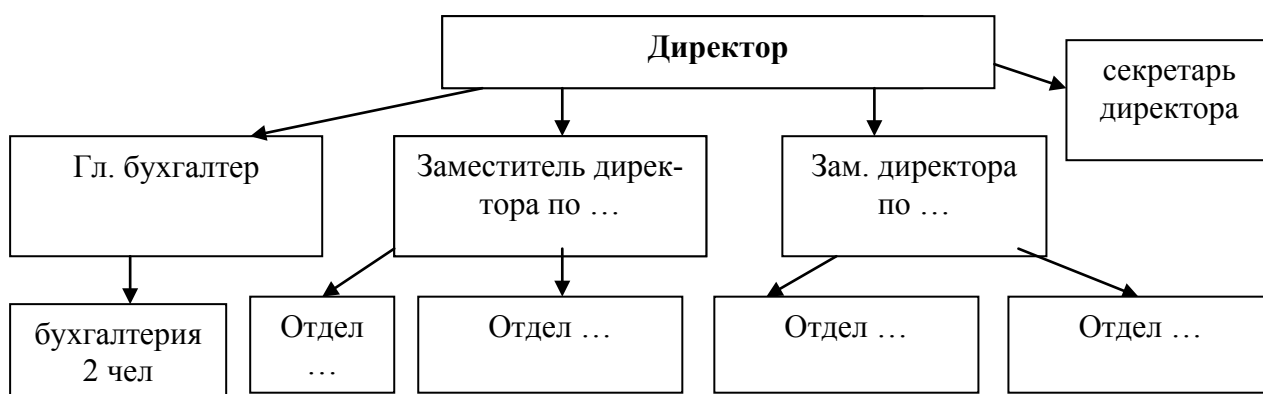 Директор
секретарь
директора
Гл. бухгалтер
Заместитель дирек-
тора по …
Зам. директора
по …
бухгалтерия
2 чел
Отдел
…
Отдел …
Отдел …
Отдел …